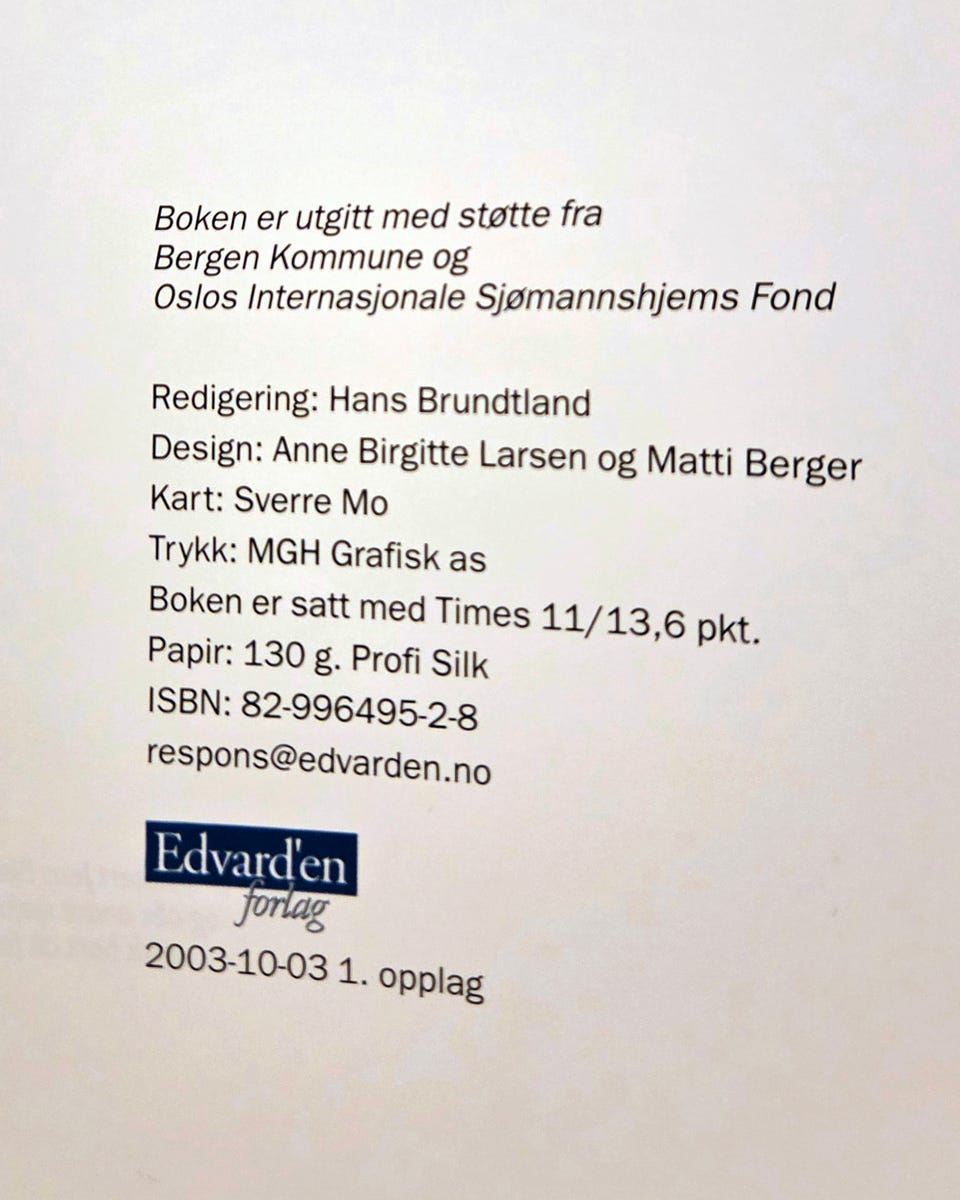 Boken er utgitt med støtte fra
Bergen Kommune og
Oslos Internasjonale Sjømannshjems Fond
Redigering: Hans Brundtland
Design: Anne Birgitte Larsen og Matti Berger
Kart: Sverre Mo
Trykk: MGH Grafisk as
Boken er satt med Times 11/13,6 pkt.
Papir: 130 g. Profi Silk
ISBN: 82-996495-2-8
respons@edvarden.no
Edvard'en
forlag
2003-10-03 1. opplag